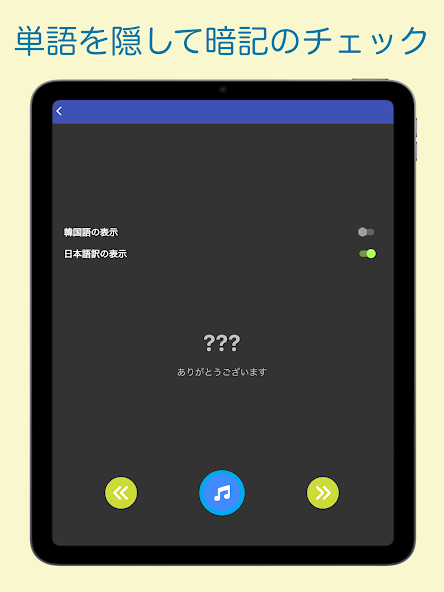 単語を隠して暗記のチェック
韓国語の表示
日本語訳の表示
???
ありがとうございます